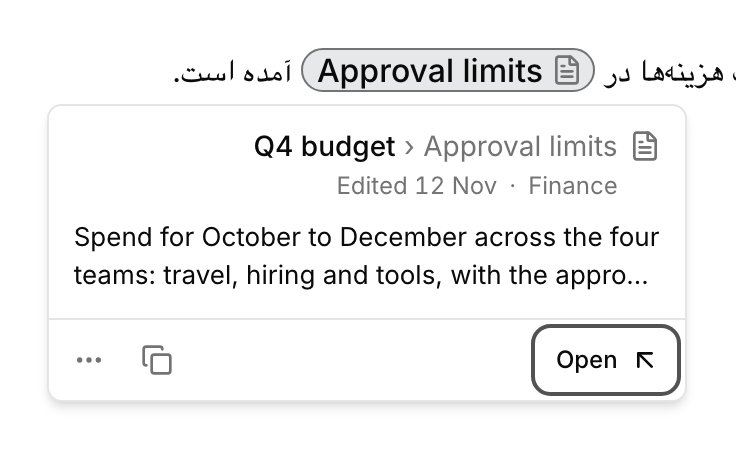 هزینه‌ها در Approval limits آمده است.
Q4 budget › Approval limits
Edited 12 Nov · Finance
Spend for October to December across the four
teams: travel, hiring and tools, with the appro…
Open